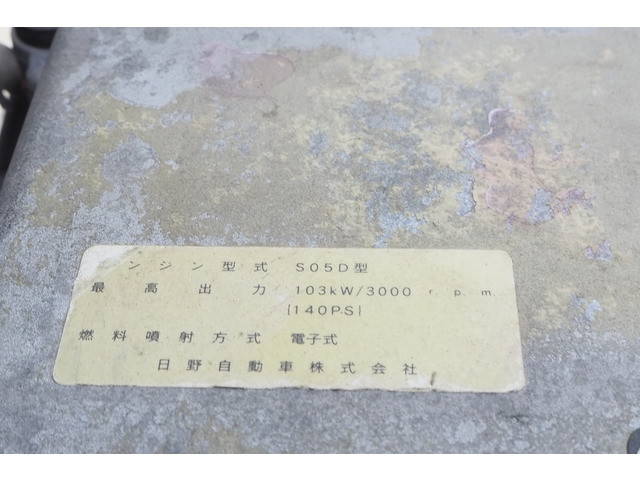 ンジン型式 S05D型
最高出力 103kW/3000 r.p.m.
(140PS)
燃料噴射方式 電子式
日野自動車株式会社